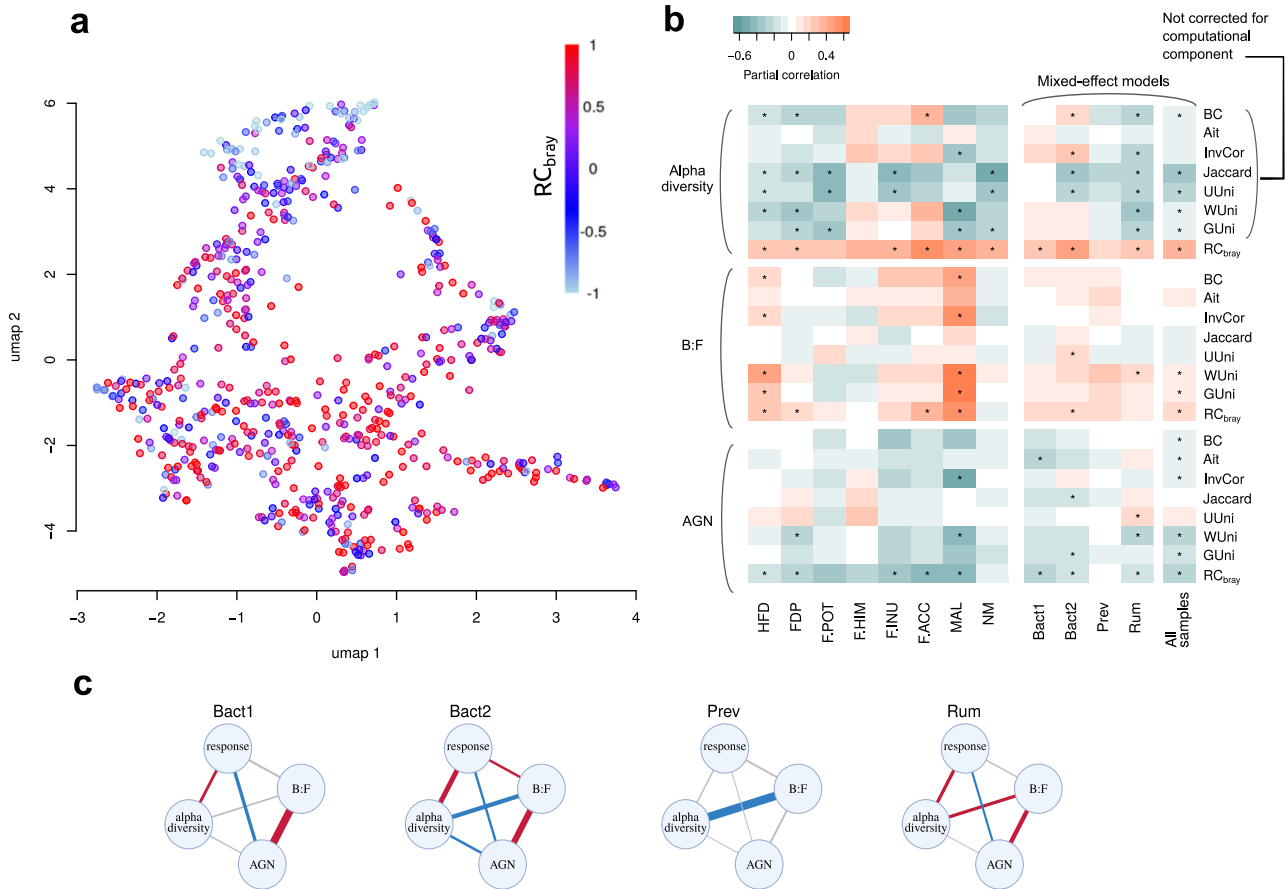 a
RC_bray
1
0.5
0
-0.5
-1
umap 2
6
4
2
0
−2
−4
−3
−2
−1
0
1
2
3
4
umap 1
b
−0.6
0
0.4
Partial correlation
Not corrected for
computational
component
Mixed-effect models
Alpha
diversity
* * * * * * BC
Ait
* * * InvCor
* * * * * * * * Jaccard
* * * * * * * UUni
* * * * * WUni
* * * * * * GUni
* * * * * * * * * RC_bray
B:F
* * BC
Ait
* * InvCor
Jaccard
* UUni
* * * * WUni
* * * GUni
* * * * * * RC_bray
AGN
* BC
* * Ait
* * InvCor
* Jaccard
* UUni
* * * * WUni
* * GUni
* * * * * * * * * RC_bray
HFD
FDP
F.POT
F.HIM
F.INU
F.ACC
MAL
NM
Bact1
Bact2
Prev
Rum
All
samples
c
Bact1
response
B:F
alpha
diversity
AGN
Bact2
response
B:F
alpha
diversity
AGN
Prev
response
B:F
alpha
diversity
AGN
Rum
response
B:F
alpha
diversity
AGN